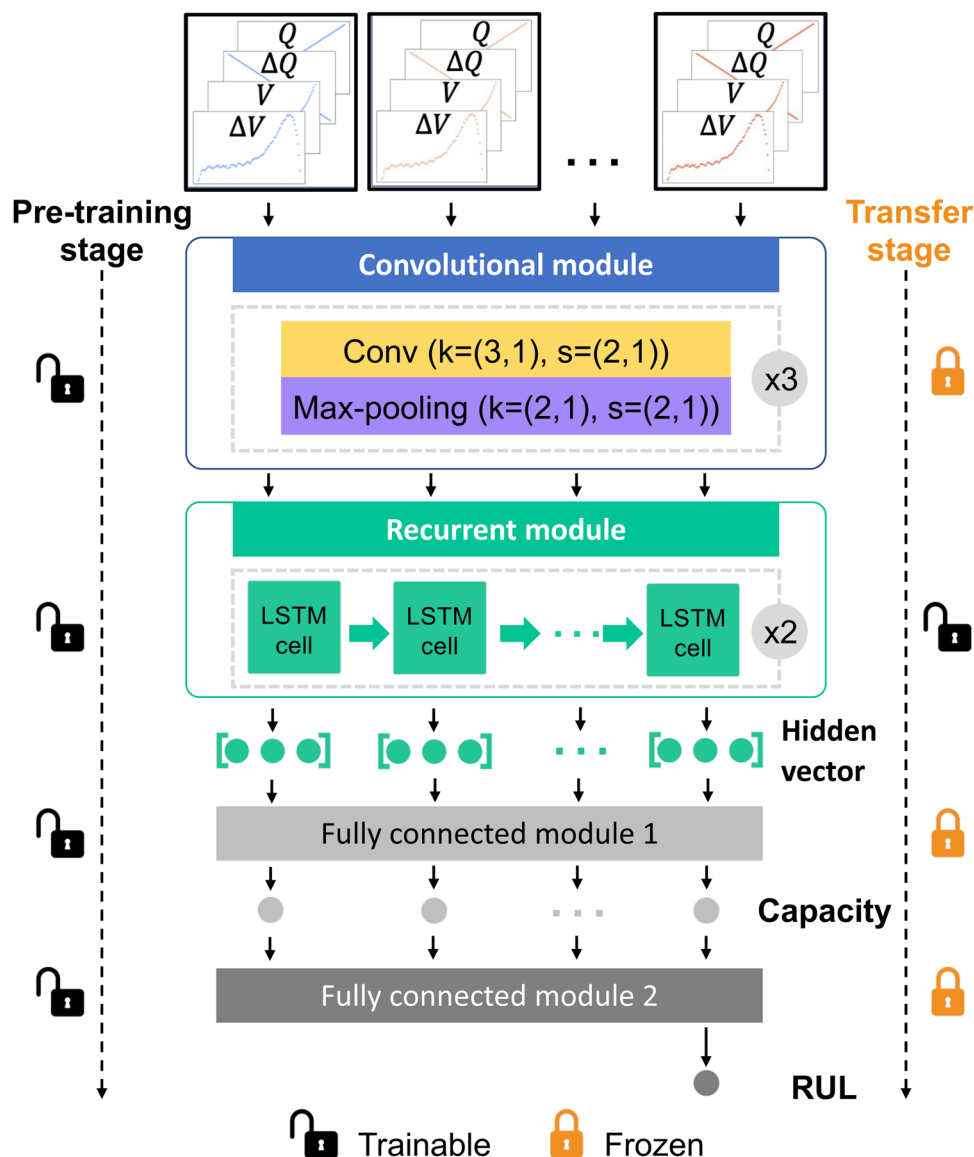 Q
ΔQ
V
ΔV
Q
ΔQ
V
ΔV
...
Q
ΔQ
V
ΔV
Pre-training
stage
Transfer
stage
Convolutional module
Conv (k=(3,1), s=(2,1))
Max-pooling (k=(2,1), s=(2,1))
x3
Recurrent module
LSTM
cell
LSTM
cell
...
LSTM
cell
x2
...
Hidden
vector
Fully connected module 1
...
Capacity
Fully connected module 2
RUL
Trainable
Frozen